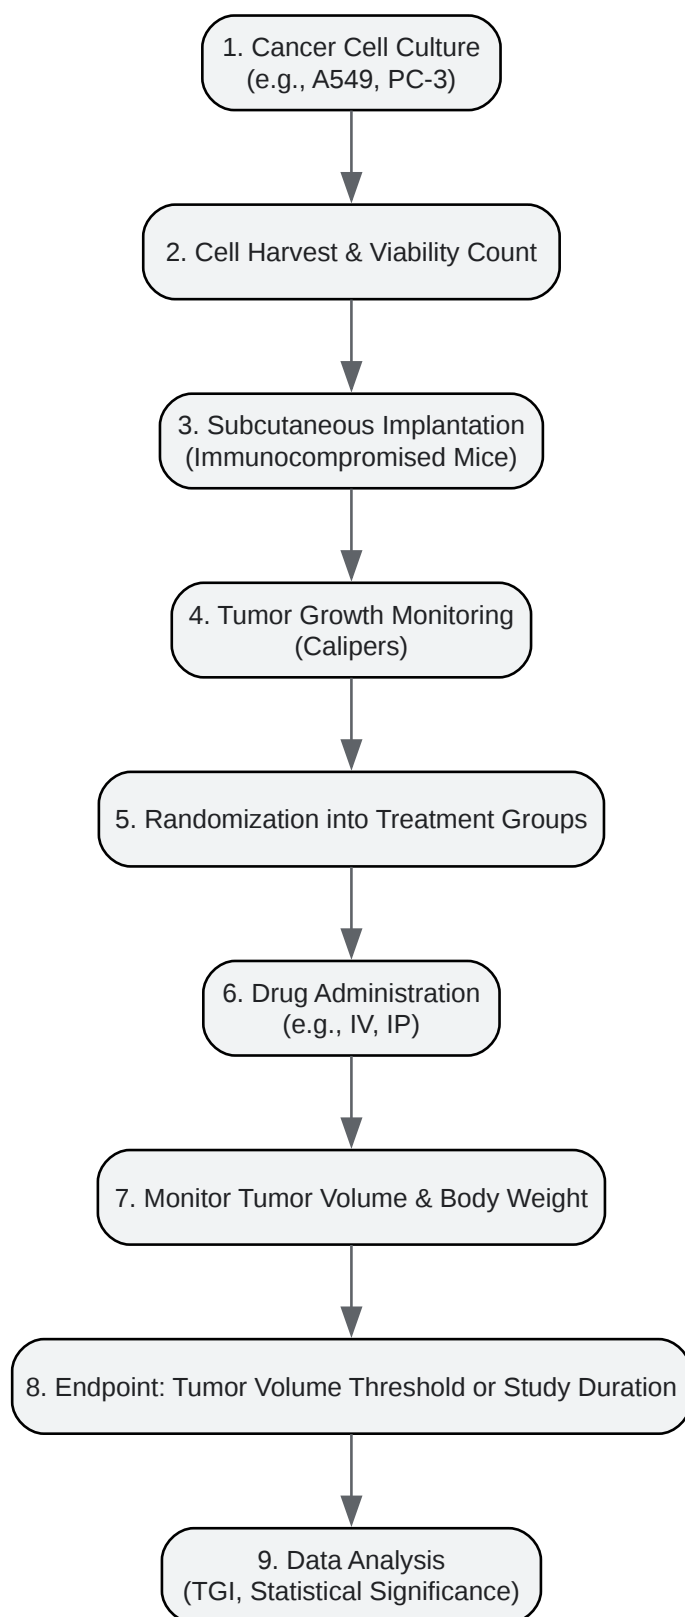 1. Cancer Cell Culture
(e.g., A549, PC-3)
2. Cell Harvest & Viability Count
3. Subcutaneous Implantation
(Immunocompromised Mice)
4. Tumor Growth Monitoring
(Calipers)
5. Randomization into Treatment Groups
6. Drug Administration
(e.g., IV, IP)
7. Monitor Tumor Volume & Body Weight
8. Endpoint: Tumor Volume Threshold or Study Duration
9. Data Analysis
(TGI, Statistical Significance)